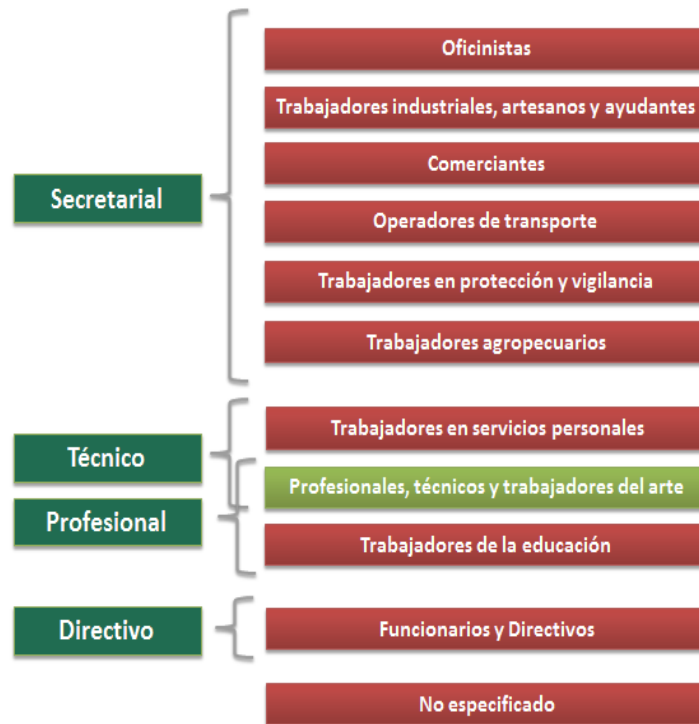 Secretarial
Oficinistas
Trabajadores industriales, artesanos y ayudantes
Comerciantes
Operadores de transporte
Trabajadores en protección y vigilancia
Trabajadores agropecuarios
Técnico
Profesional
Trabajadores en servicios personales
Profesionales, técnicos y trabajadores del arte
Trabajadores de la educación
Directivo
Funcionarios y Directivos
No especificado